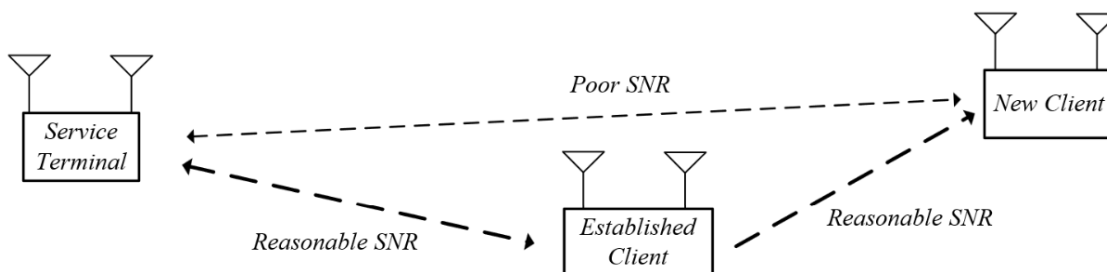 Poor SNR
New Client
Service
Terminal
Established
Client
Reasonable SNR
Reasonable SNR